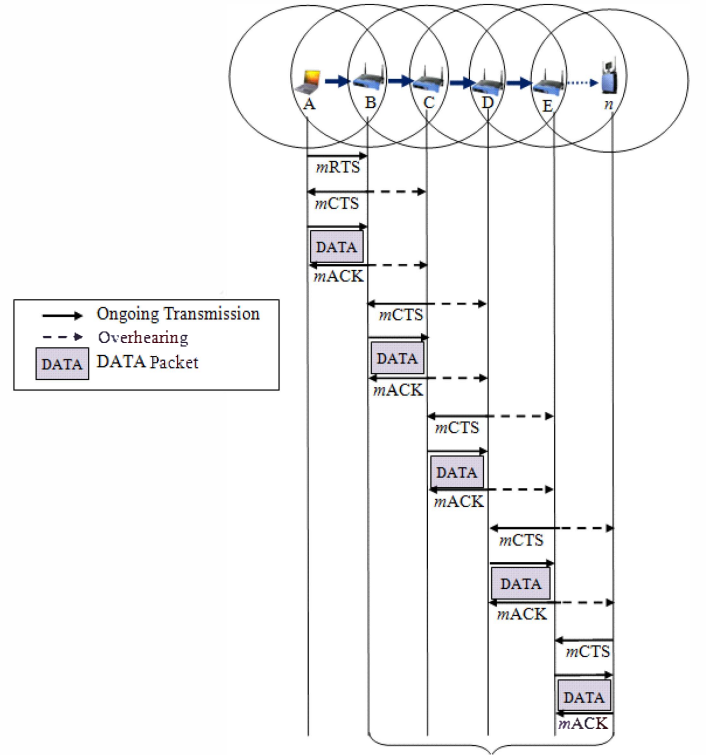 A B C D E n
mRTS
mCTS
DATA
mACK
Ongoing Transmission
Overhearing
DATA DATA Packet
mCTS
DATA
mACK
mCTS
DATA
mACK
mCTS
DATA
mACK
mCTS
DATA
mACK